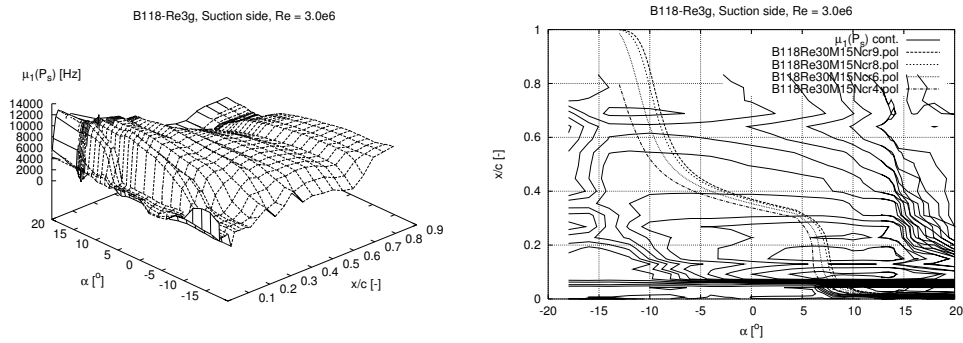 B118-Re3g, Suction side, Re = 3.0e6
μ1(Ps) [Hz]
14000
12000
10000
8000
6000
4000
2000
0
20
15
10
5
0
-5
-10
-15
α [°]
0.1
0.2
0.3
0.4
0.5
0.6
0.7
0.8
0.9
x/c [-]
B118-Re3g, Suction side, Re = 3.0e6
μ1(Ps) cont.
B118Re30M15Ncr9.pol
B118Re30M15Ncr8.pol
B118Re30M15Ncr6.pol
B118Re30M15Ncr4.pol
1
0.8
0.6
0.4
0.2
0
x/c [-]
-20 -15 -10 -5 0 5 10 15 20
α [°]